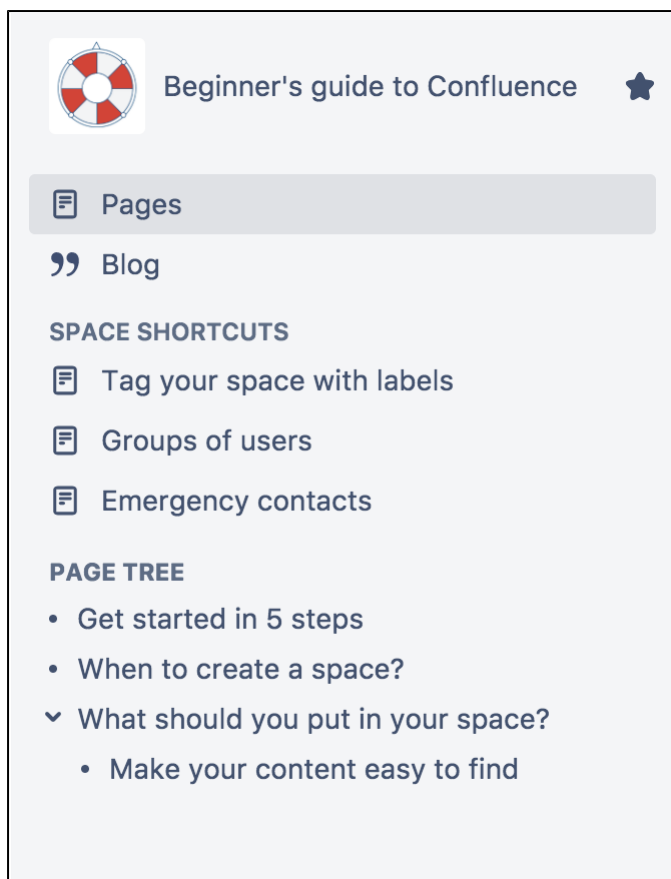 Beginner's guide to Confluence
Pages
Blog
SPACE SHORTCUTS
Tag your space with labels
Groups of users
Emergency contacts
PAGE TREE
Get started in 5 steps
When to create a space?
What should you put in your space?
Make your content easy to find